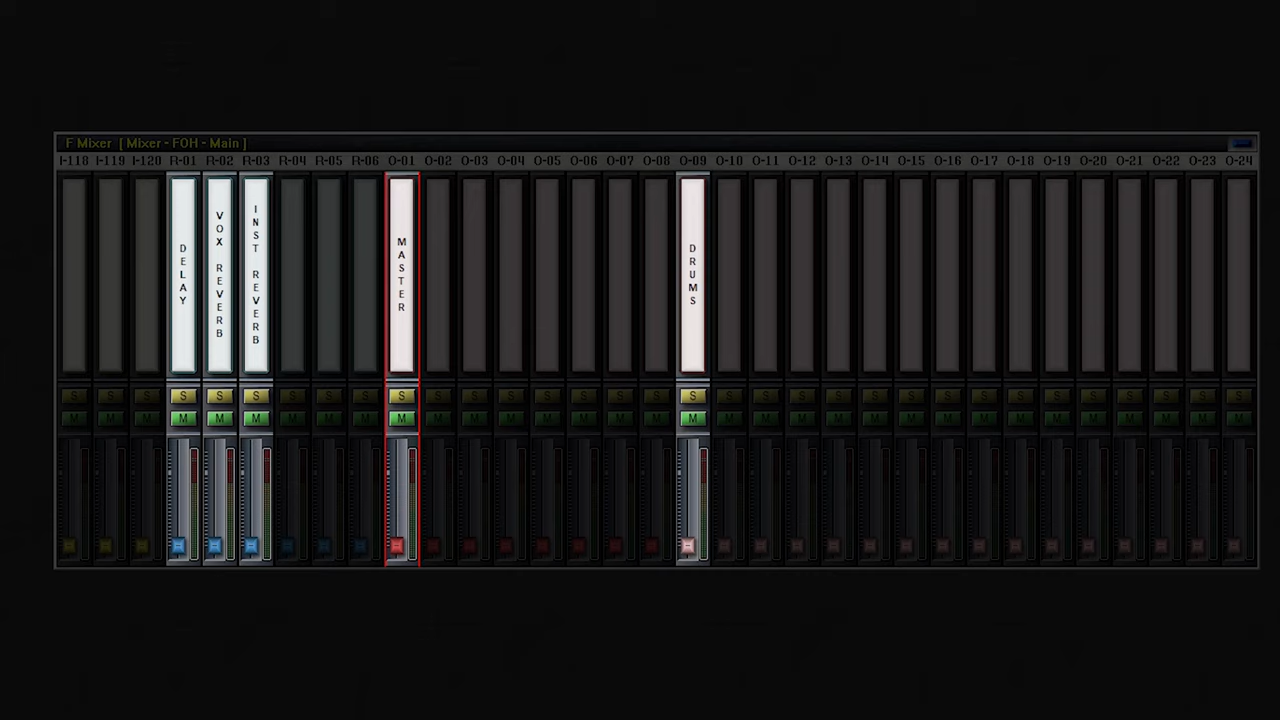 F Mixer [ Mixer - FOH - Main ]
I-118 I-119 I-120 R-01 R-02 R-03 R-04 R-05 R-06 O-01 O-02 O-03 O-04 O-05 O-06 O-07 O-08 O-09 O-10 O-11 O-12 O-13 O-14 O-15 O-16 O-17 O-18 O-19 O-20 O-21 O-22 O-23 O-24
DELAY
VOX REVERB
INST REVERB
MASTER
DRUMS
S S S S S S S S S S S S S S S S S S S S S S S S S S S S S S S S S
M M M M M M M M M M M M M M M M M M M M M M M M M M M M M M M M M